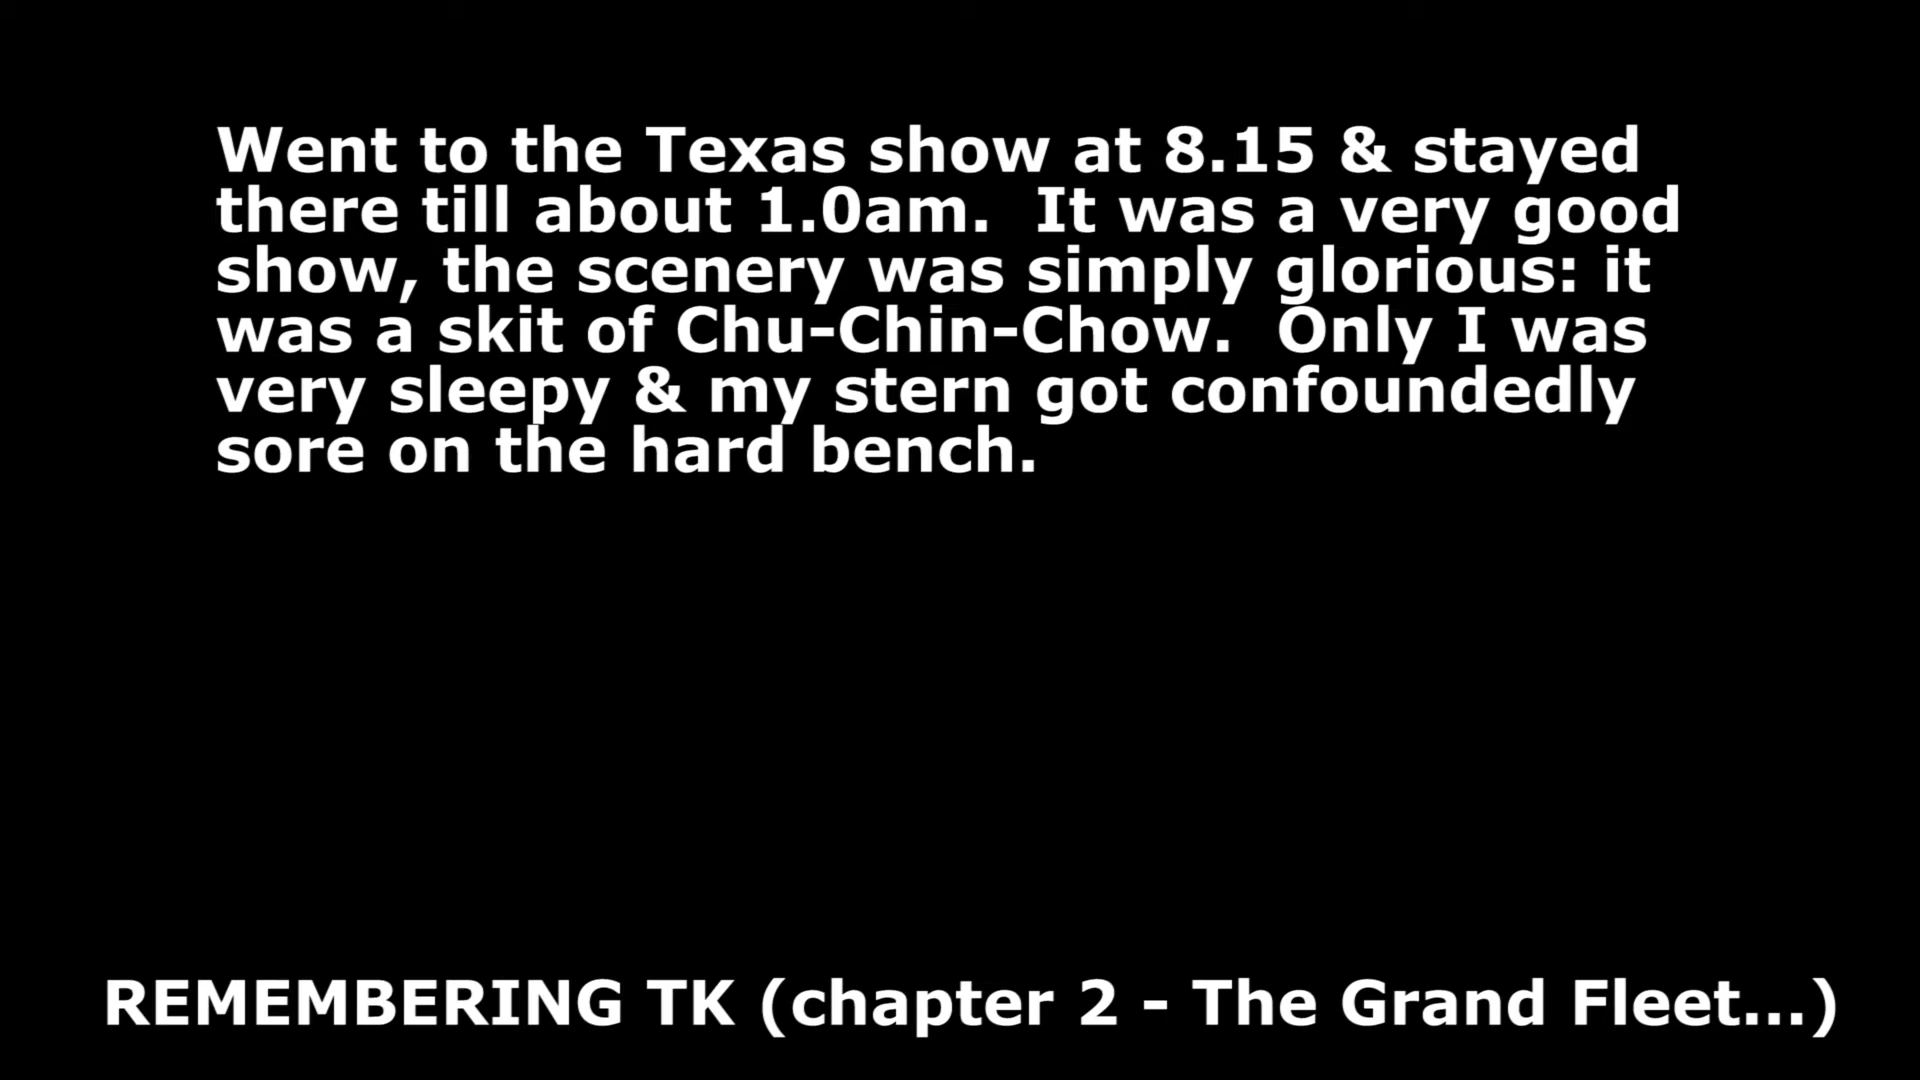 Went to the Texas show at 8.15 & stayed
there till about 1.0am.  It was a very good
show, the scenery was simply glorious: it
was a skit of Chu-Chin-Chow.  Only I was
very sleepy & my stern got confoundedly
sore on the hard bench.
REMEMBERING TK (chapter 2 - The Grand Fleet...)